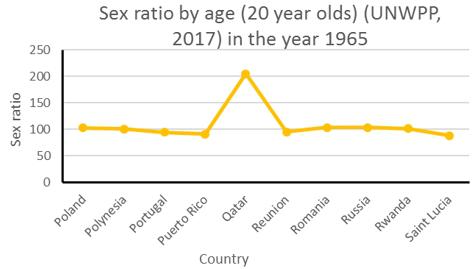 Sex ratio by age (20 year olds) (UNWPP,
2017) in the year 1965
Sex ratio
250
200
150
100
50
0
Poland
Polynesia
Portugal
Puerto Rico
Qatar
Reunion
Romania
Russia
Rwanda
Saint Lucia
Country